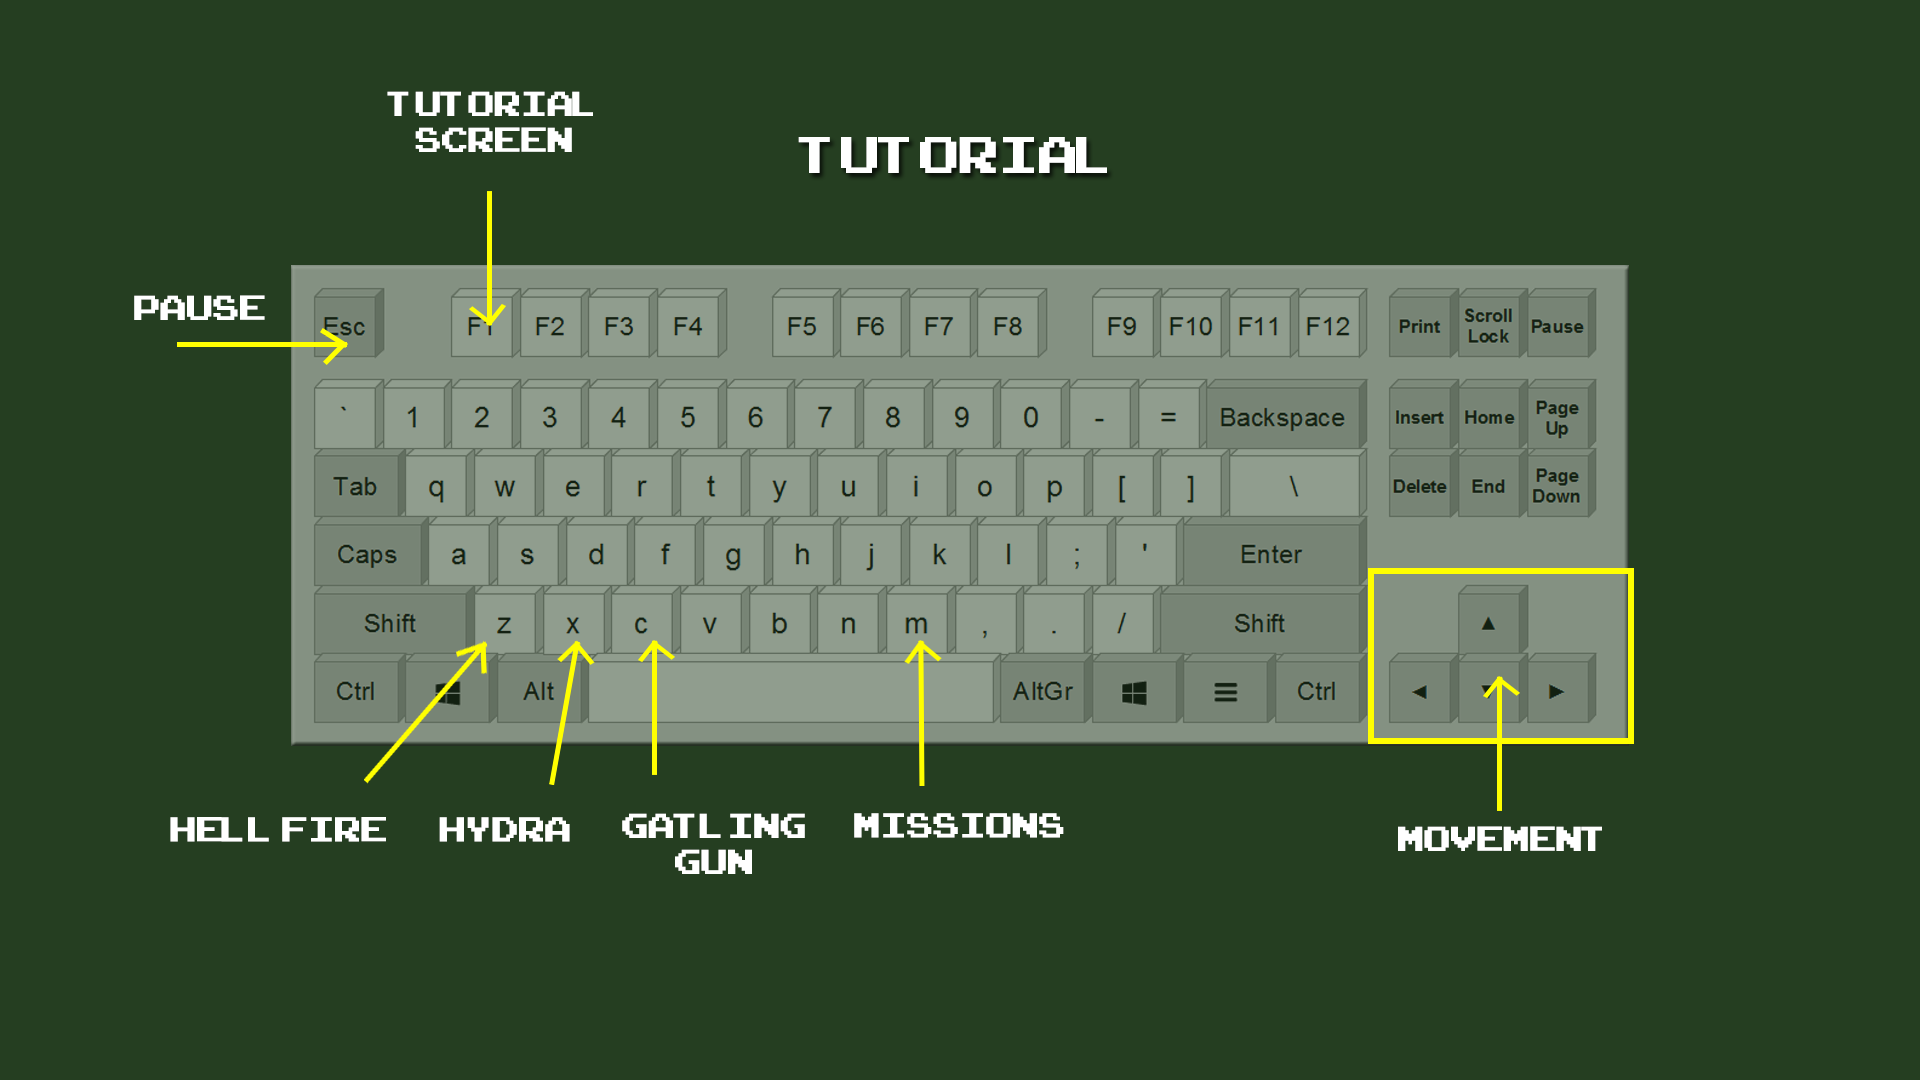 TUTORIAL
SCREEN
TUTORIAL
PAUSE
Esc F1 F2 F3 F4 F5 F6 F7 F8 F9 F10 F11 F12 Print Scroll Lock Pause
` 1 2 3 4 5 6 7 8 9 0 - = Backspace Insert Home Page Up
Tab q w e r t y u i o p [ ] \ Delete End Page Down
Caps a s d f g h j k l ; ' Enter
Shift z x c v b n m , . / Shift ▲
Ctrl Alt AltGr ☰ Ctrl ◄ ▼ ►
HELLFIRE HYDRA GATLING MISSIONS MOVEMENT
GUN